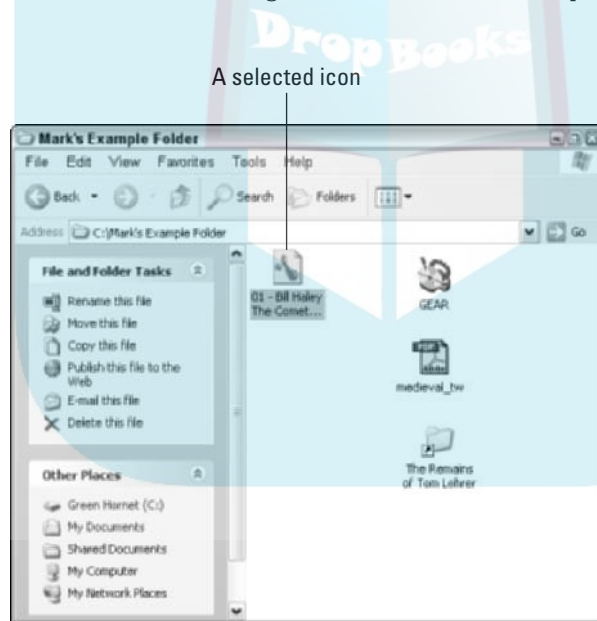 DropBooks
A selected icon
Mark's Example Folder
File Edit View Favorites Tools Help
Back Search Folders
Address C:\Mark's Example Folder Go
File and Folder Tasks
Rename this file
Move this file
Copy this file
Publish this file to the
Web
E-mail this file
Delete this file
Other Places
Green Hornet (C:)
My Documents
Shared Documents
My Computer
My Network Places
01 - Bill Haley
The Comet...
GEAR
PDF
medieval_tw
The Remains
of Tom Lehrer